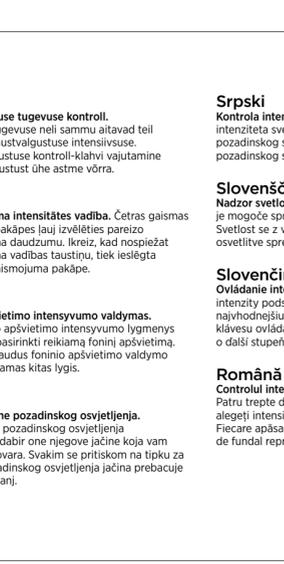 use tugevuse kontroll.
gevuse neli sammu aitavad teil
ustvalgustuse intensiivsuse.
ustuse kontroll-klahvi vajutamine
ustust ühe astme võrra.
na intensitātes vadība. Četras gaismas
pakāpes ļauj izvēlēties pareizo
na daudzumu. Ikreiz, kad nospiežat
na vadības taustiņu, tiek ieslēgta
aismojuma pakāpe.
ietimo intensyvumo valdymas.
o apšvietimo intensyvumo lygmenys
pasirinkti reikiamą foninį apšvietimą.
audus foninio apšvietimo valdymo
amas kitas lygis.
ne pozadinskog osvjetljenja.
pozadinskog osvjetljenja
dabir one njegove jačine koja vam
ovara. Svakim se pritiskom na tipku za
adinskog osvjetljenja jačina prebacuje
anj.
Srpski
Kontrola inten
intenziteta sve
pozadinskog s
pozadinskog s
Slovenšč
Nadzor svetlo
je mogoče spr
Svetlost se z v
osvetlitve spre
Slovenčin
Ovládanie inte
intenzity pods
najvhodnejšiu
klávesu ovláda
o ďalší stupeň
Română
Controlul inte
Patru trepte d
alegeți intensi
Fiecare apăsa
de fundal repr